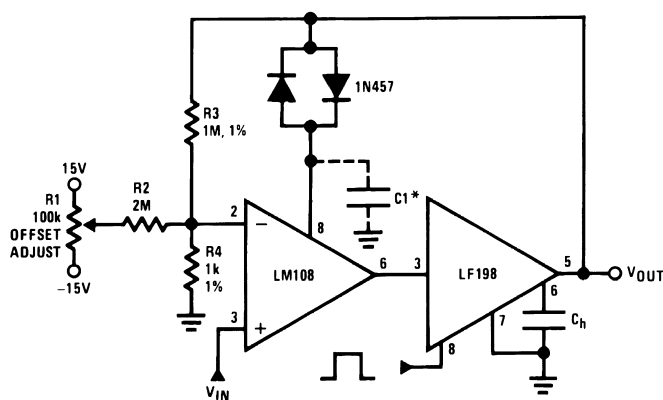 1N457
R3
1M, 1%
15V
R1
100k
OFFSET
ADJUST
−15V
R2
2M
2
−
8
C1*
R4
1k
1%
LM108
6
3
LF198
5
VOUT
6
Ch
7
8
3
+
VIN